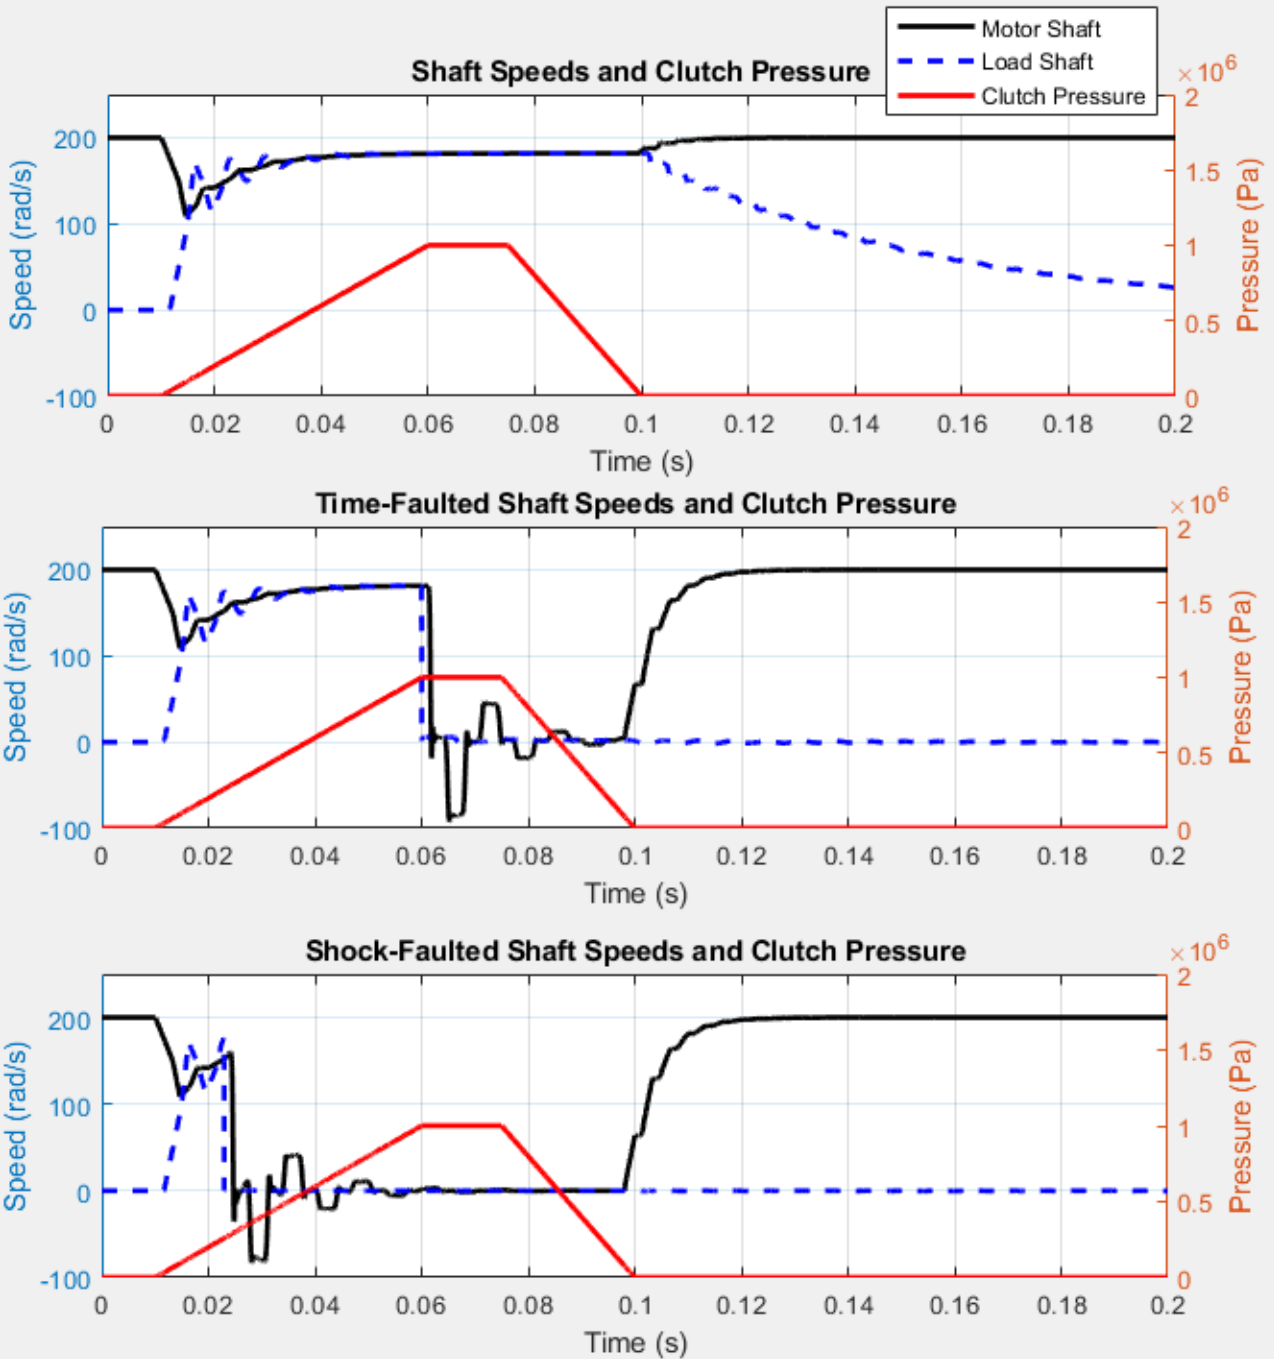 Motor Shaft
Load Shaft
Clutch Pressure
Shaft Speeds and Clutch Pressure
×10^6
200
100
0
-100
Speed (rad/s)
2
1.5
1
0.5
0
Pressure (Pa)
0 0.02 0.04 0.06 0.08 0.1 0.12 0.14 0.16 0.18 0.2
Time (s)
Time-Faulted Shaft Speeds and Clutch Pressure
×10^6
200
100
0
-100
Speed (rad/s)
2
1.5
1
0.5
0
Pressure (Pa)
0 0.02 0.04 0.06 0.08 0.1 0.12 0.14 0.16 0.18 0.2
Time (s)
Shock-Faulted Shaft Speeds and Clutch Pressure
×10^6
200
100
0
-100
Speed (rad/s)
2
1.5
1
0.5
0
Pressure (Pa)
0 0.02 0.04 0.06 0.08 0.1 0.12 0.14 0.16 0.18 0.2
Time (s)